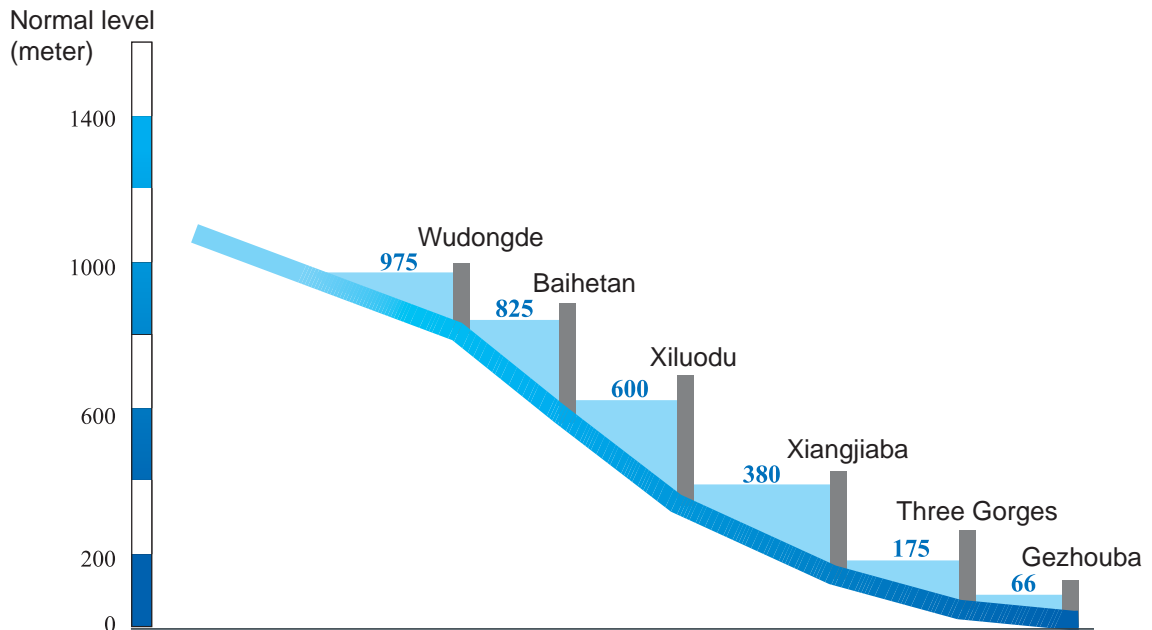 Normal level
(meter)
1400
1000
600
200
0
Wudongde
975
Baihetan
825
Xiluodu
600
Xiangjiaba
380
Three Gorges
175
Gezhouba
66